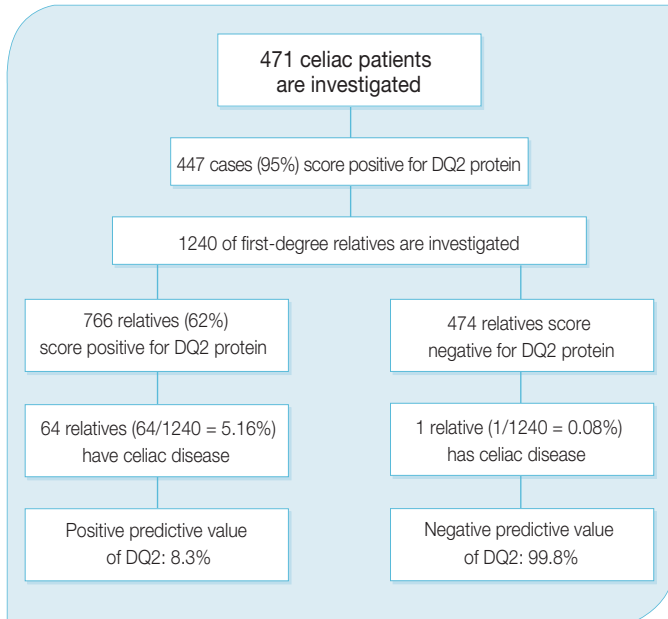 471 celiac patients
are investigated
447 cases (95%) score positive for DQ2 protein
1240 of first-degree relatives are investigated
766 relatives (62%)
score positive for DQ2 protein
474 relatives score
negative for DQ2 protein
64 relatives (64/1240 = 5.16%)
have celiac disease
1 relative (1/1240 = 0.08%)
has celiac disease
Positive predictive value
of DQ2: 8.3%
Negative predictive value
of DQ2: 99.8%